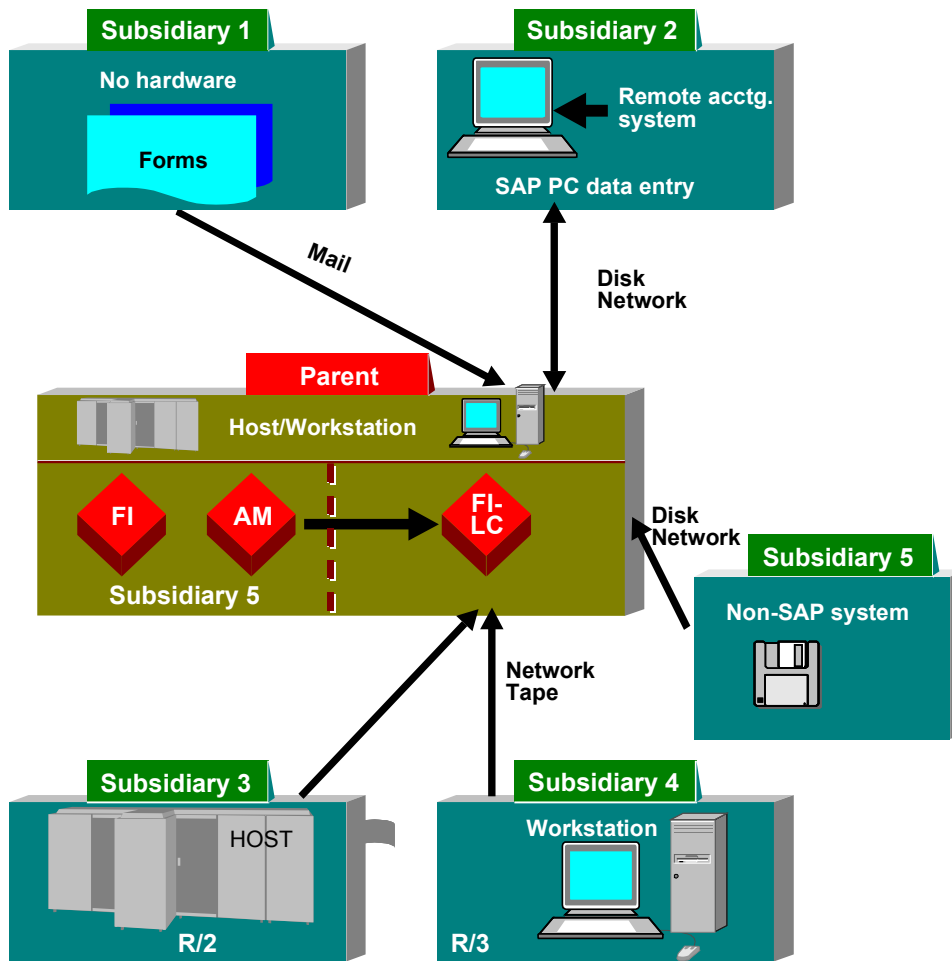 Subsidiary 1
No hardware
Forms
Subsidiary 2
Remote acctg.
system
SAP PC data entry
Mail
Disk
Network
Parent
Host/Workstation
FI
AM
FI-
LC
Subsidiary 5
Disk
Network
Subsidiary 5
Non-SAP system
Network
Tape
Subsidiary 3
HOST
R/2
Subsidiary 4
Workstation
R/3